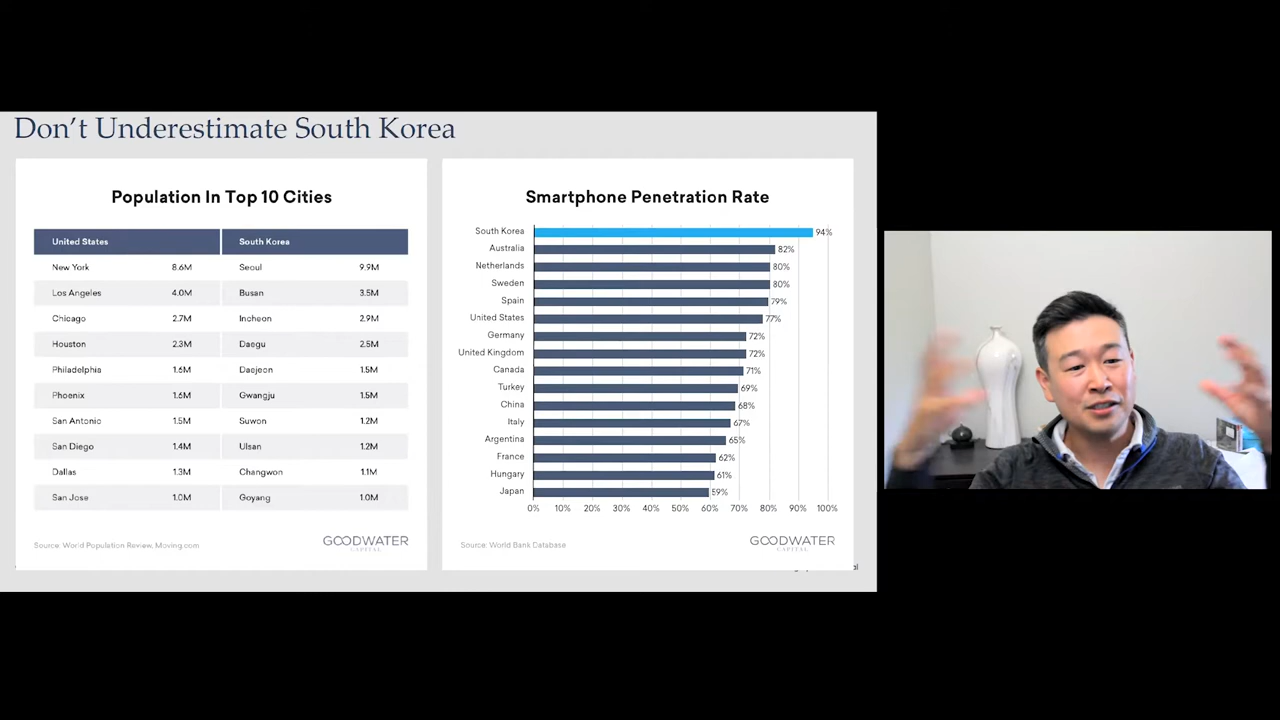 Don't Underestimate South Korea
Population In Top 10 Cities
United States South Korea
New York 8.6M Seoul 9.9M
Los Angeles 4.0M Busan 3.5M
Chicago 2.7M Incheon 2.9M
Houston 2.3M Daegu 2.5M
Philadelphia 1.6M Daejeon 1.5M
Phoenix 1.6M Gwangju 1.5M
San Antonio 1.5M Suwon 1.2M
San Diego 1.4M Ulsan 1.2M
Dallas 1.3M Changwon 1.1M
San Jose 1.0M Goyang 1.0M
Source: World Population Review, Moving.com
GOODWATER
CAPITAL
Smartphone Penetration Rate
South Korea 94%
Australia 82%
Netherlands 80%
Sweden 80%
Spain 79%
United States 77%
Germany 72%
United Kingdom 72%
Canada 71%
Turkey 69%
China 68%
Italy 67%
Argentina 65%
France 62%
Hungary 61%
Japan 59%
0% 10% 20% 30% 40% 50% 60% 70% 80% 90% 100%
Source: World Bank Database
GOODWATER
CAPITAL